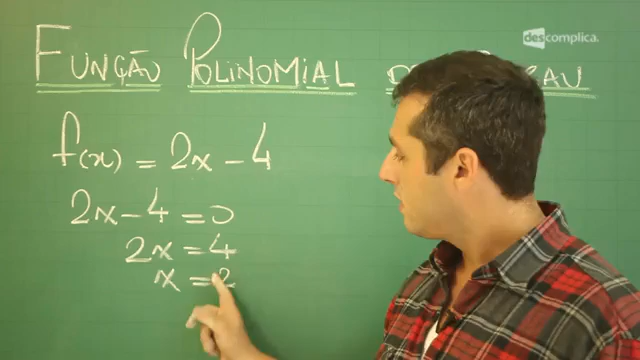 descomplica.
FUNÇÃO POLINOMIAL
f(x) = 2x - 4
2x - 4 = 0
2x = 4
x = 2